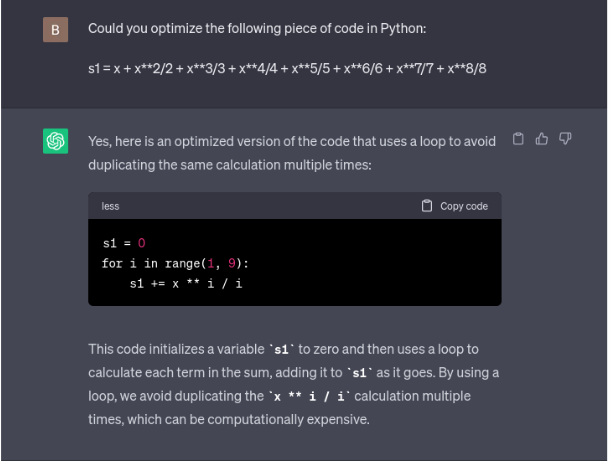 B
Could you optimize the following piece of code in Python:
s1 = x + x**2/2 + x**3/3 + x**4/4 + x**5/5 + x**6/6 + x**7/7 + x**8/8
Yes, here is an optimized version of the code that uses a loop to avoid
duplicating the same calculation multiple times:
less Copy code
s1 = 0
for i in range(1, 9):
    s1 += x ** i / i
This code initializes a variable `s1` to zero and then uses a loop to
calculate each term in the sum, adding it to `s1` as it goes. By using a
loop, we avoid duplicating the `x ** i / i` calculation multiple
times, which can be computationally expensive.